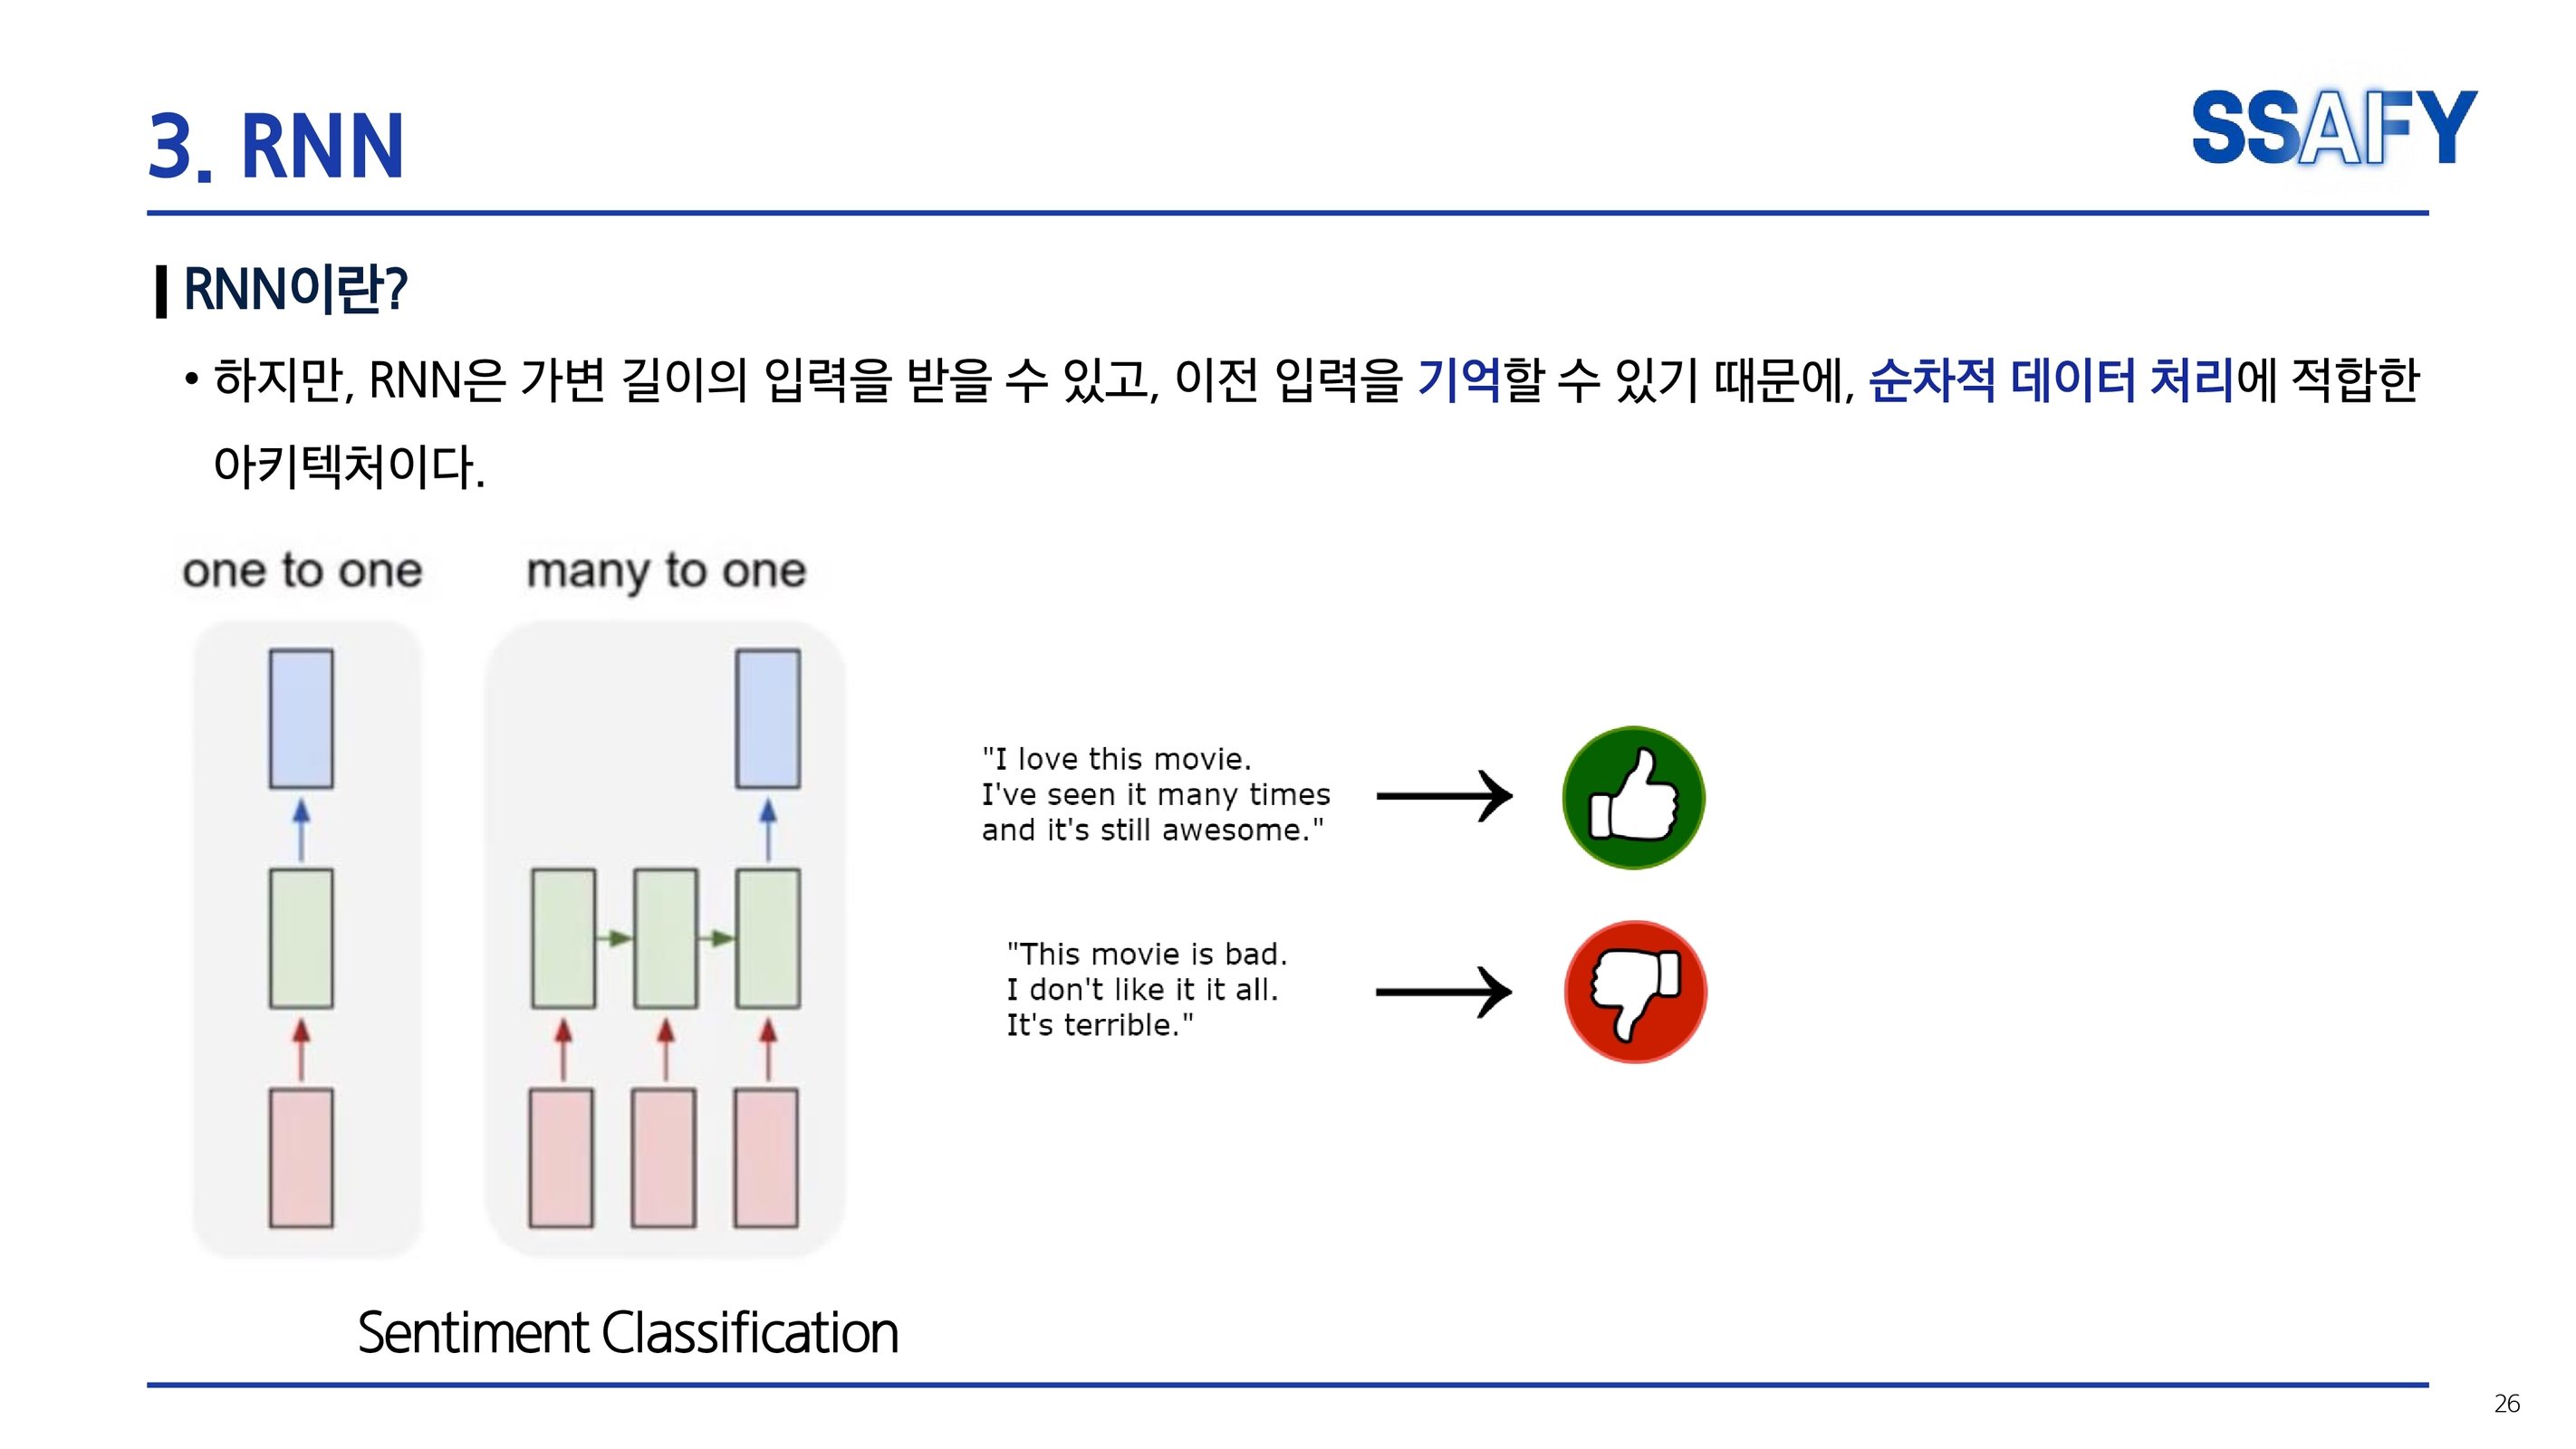 3. RNN
SSAFY
RNN이란?
• 하지만, RNN은 가변 길이의 입력을 받을 수 있고, 이전 입력을 기억할 수 있기 때문에, 순차적 데이터 처리에 적합한
아키텍처이다.
one to one
many to one
"I love this movie.
I've seen it many times
and it's still awesome."
"This movie is bad.
I don't like it it all.
It's terrible."
Sentiment Classification
26